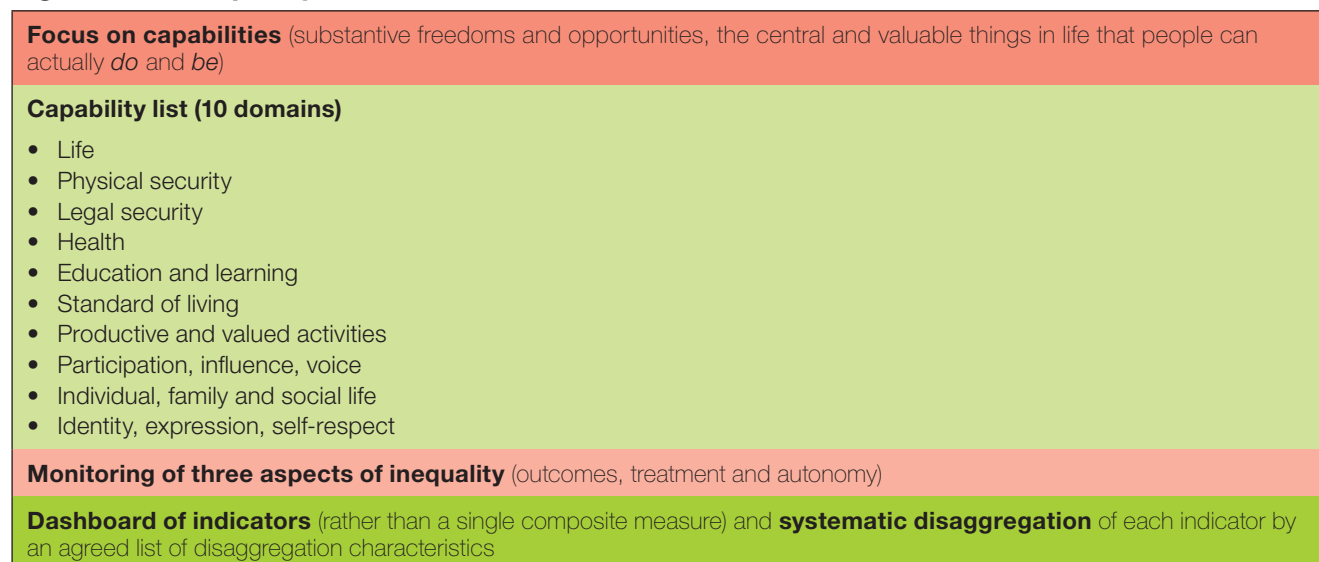 Focus on capabilities (substantive freedoms and opportunities, the central and valuable things in life that people can
actually do and be)
Capability list (10 domains)
• Life
• Physical security
• Legal security
• Health
• Education and learning
• Standard of living
• Productive and valued activities
• Participation, influence, voice
• Individual, family and social life
• Identity, expression, self-respect
Monitoring of three aspects of inequality (outcomes, treatment and autonomy)
Dashboard of indicators (rather than a single composite measure) and systematic disaggregation of each indicator by
an agreed list of disaggregation characteristics